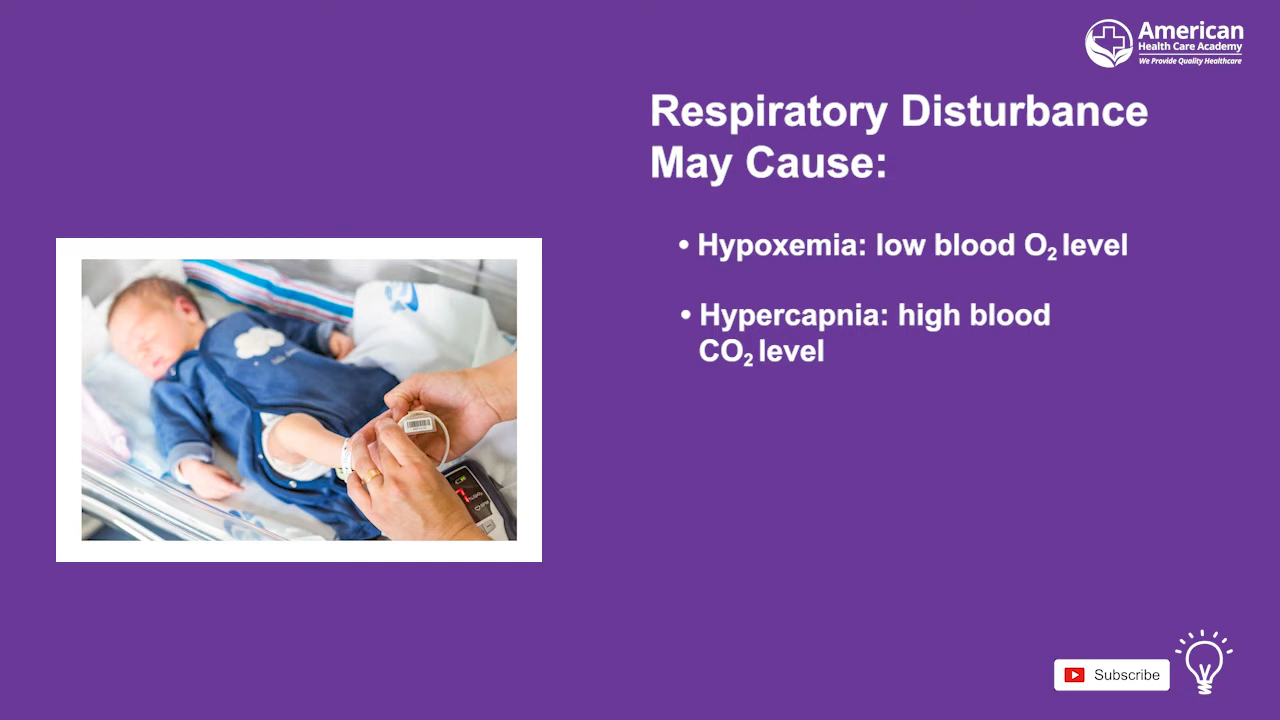 American
Health Care Academy
We Provide Quality Healthcare
Respiratory Disturbance
May Cause:
• Hypoxemia: low blood O₂ level
• Hypercapnia: high blood
CO₂ level
Subscribe